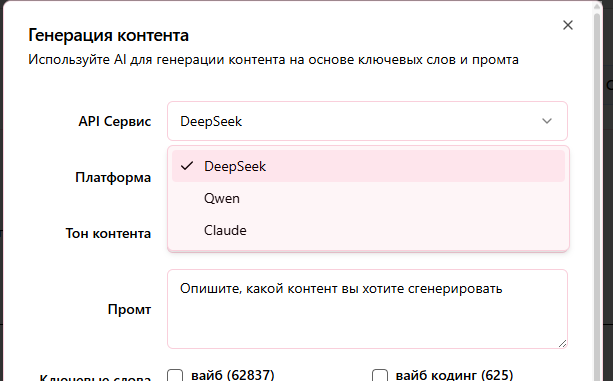 Генерация контента
Используйте AI для генерации контента на основе ключевых слов и промта
API Сервис
DeepSeek
DeepSeek
Платформа
Qwen
Тон контента
Claude
Опишите, какой контент вы хотите сгенерировать
Промт
Ключевые слова
вайб (62837)
вайб кодинг (625)